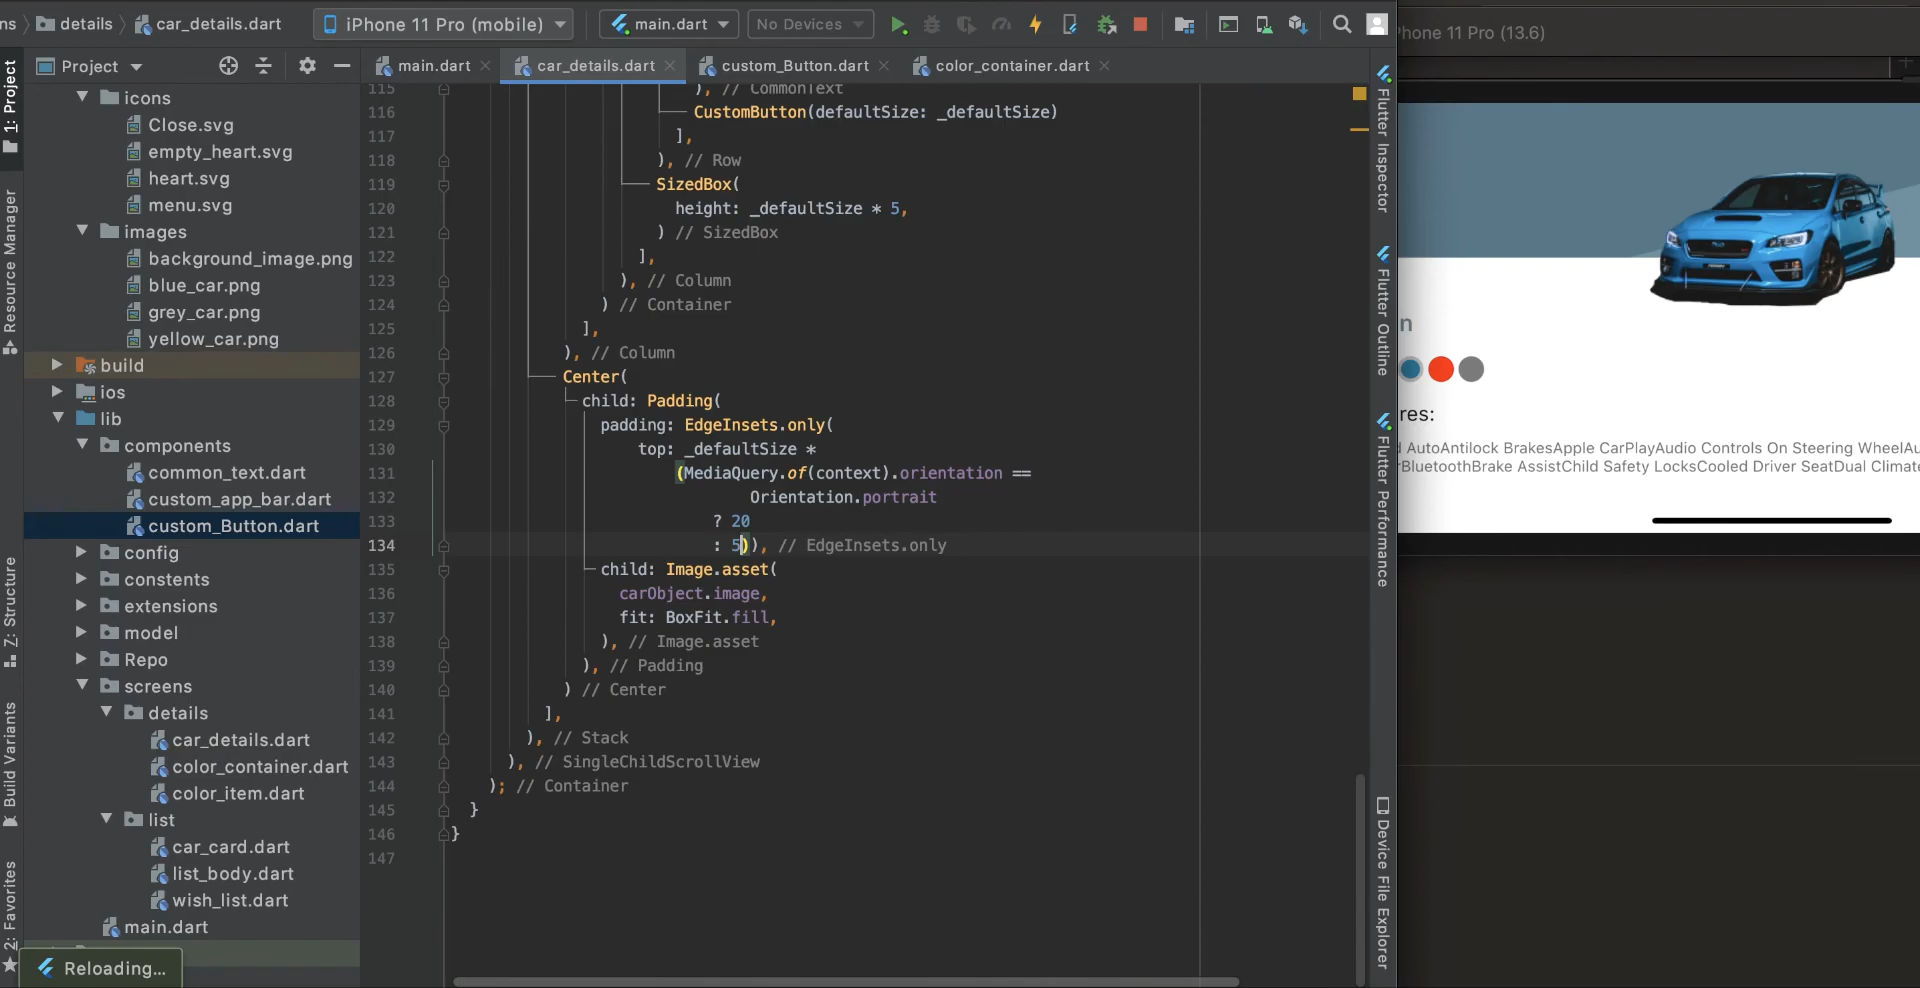 ns
details
car_details.dart
iPhone 11 Pro (mobile)
main.dart
No Devices
iPhone 11 Pro (13.6)
Project
main.dart
car_details.dart
custom_Button.dart
color_container.dart
1: Project
Resource Manager
Z: Structure
Build Variants
2: Favorites
icons
Close.svg
empty_heart.svg
heart.svg
menu.svg
images
background_image.png
blue_car.png
grey_car.png
yellow_car.png
build
ios
lib
components
common_text.dart
custom_app_bar.dart
custom_Button.dart
config
constents
extensions
model
Repo
screens
details
car_details.dart
color_container.dart
color_item.dart
list
car_card.dart
list_body.dart
wish_list.dart
main.dart
Reloading...
115 ), // CommonText
116 CustomButton(defaultSize: _defaultSize)
117 ],
118 ), // Row
119 SizedBox(
120 height: _defaultSize * 5,
121 ) // SizedBox
122 ],
123 ), // Column
124 ) // Container
125 ],
126 ), // Column
127 Center(
128 child: Padding(
129 padding: EdgeInsets.only(
130 top: _defaultSize *
131 (MediaQuery.of(context).orientation ==
132 Orientation.portrait
133 ? 20
134 : 5)), // EdgeInsets.only
135 child: Image.asset(
136 carObject.image,
137 fit: BoxFit.fill,
138 ), // Image.asset
139 ), // Padding
140 ) // Center
141 ],
142 ), // Stack
143 ), // SingleChildScrollView
144 ); // Container
145 }
146 }
147
Flutter Inspector
Flutter Outline
Flutter Performance
Device File Explorer
n
res:
d AutoAntilock BrakesApple CarPlayAudio Controls On Steering WheelAu
rBluetoothBrake AssistChild Safety LocksCooled Driver SeatDual Climate